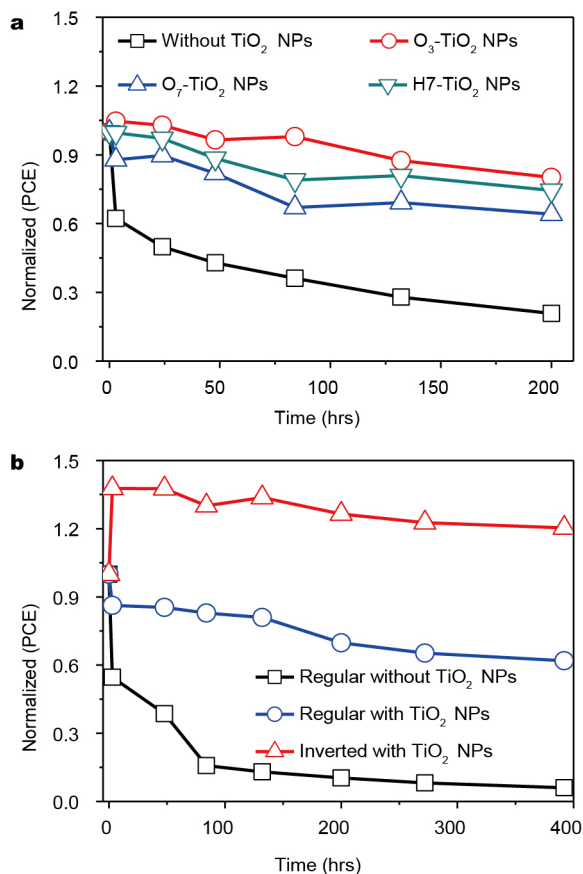 a
Without TiO₂ NPs
O₃-TiO₂ NPs
O₇-TiO₂ NPs
H7-TiO₂ NPs
Normalized (PCE)
1.5
1.2
0.9
0.6
0.3
0.0
0 50 100 150 200
Time (hrs)
b
Normalized (PCE)
1.5
1.2
0.9
0.6
0.3
0.0
Regular without TiO₂ NPs
Regular with TiO₂ NPs
Inverted with TiO₂ NPs
0 100 200 300 400
Time (hrs)